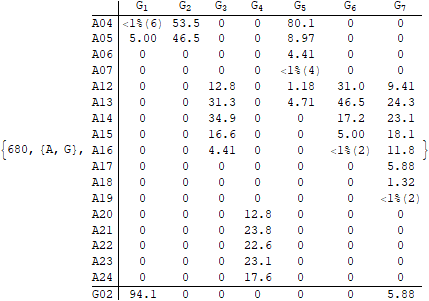 G₁ G₂ G₃ G₄ G₅ G₆ G₇
A04 <1%(6) 53.5 0 0 80.1 0 0
A05 5.00 46.5 0 0 8.97 0 0
A06 0 0 0 0 4.41 0 0
A07 0 0 0 0 <1%(4) 0 0
A12 0 0 12.8 0 1.18 31.0 9.41
A13 0 0 31.3 0 4.71 46.5 24.3
A14 0 0 34.9 0 0 17.2 23.1
A15 0 0 16.6 0 0 5.00 18.1
{680, {A, G}, A16 0 0 4.41 0 0 <1%(2) 11.8 }
A17 0 0 0 0 0 0 5.88
A18 0 0 0 0 0 0 1.32
A19 0 0 0 0 0 0 <1%(2)
A20 0 0 0 12.8 0 0 0
A21 0 0 0 23.8 0 0 0
A22 0 0 0 22.6 0 0 0
A23 0 0 0 23.1 0 0 0
A24 0 0 0 17.6 0 0 0
G02 94.1 0 0 0 0 0 5.88